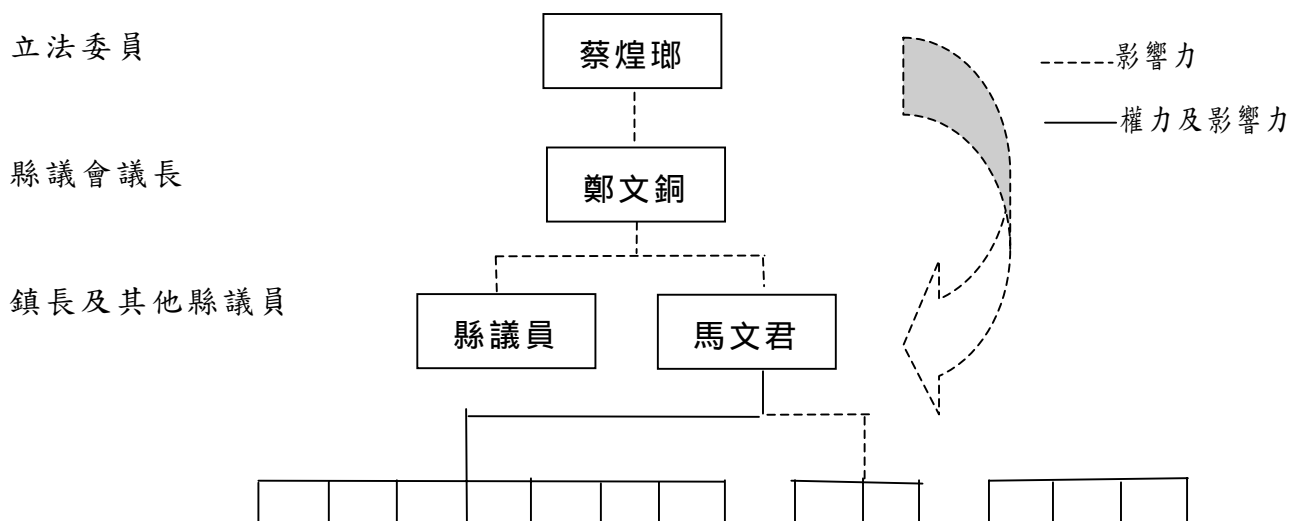 立法委員
蔡煌瑯
影響力
權力及影響力
縣議會議長
鄭文銅
鎮長及其他縣議員
縣議員
馬文君